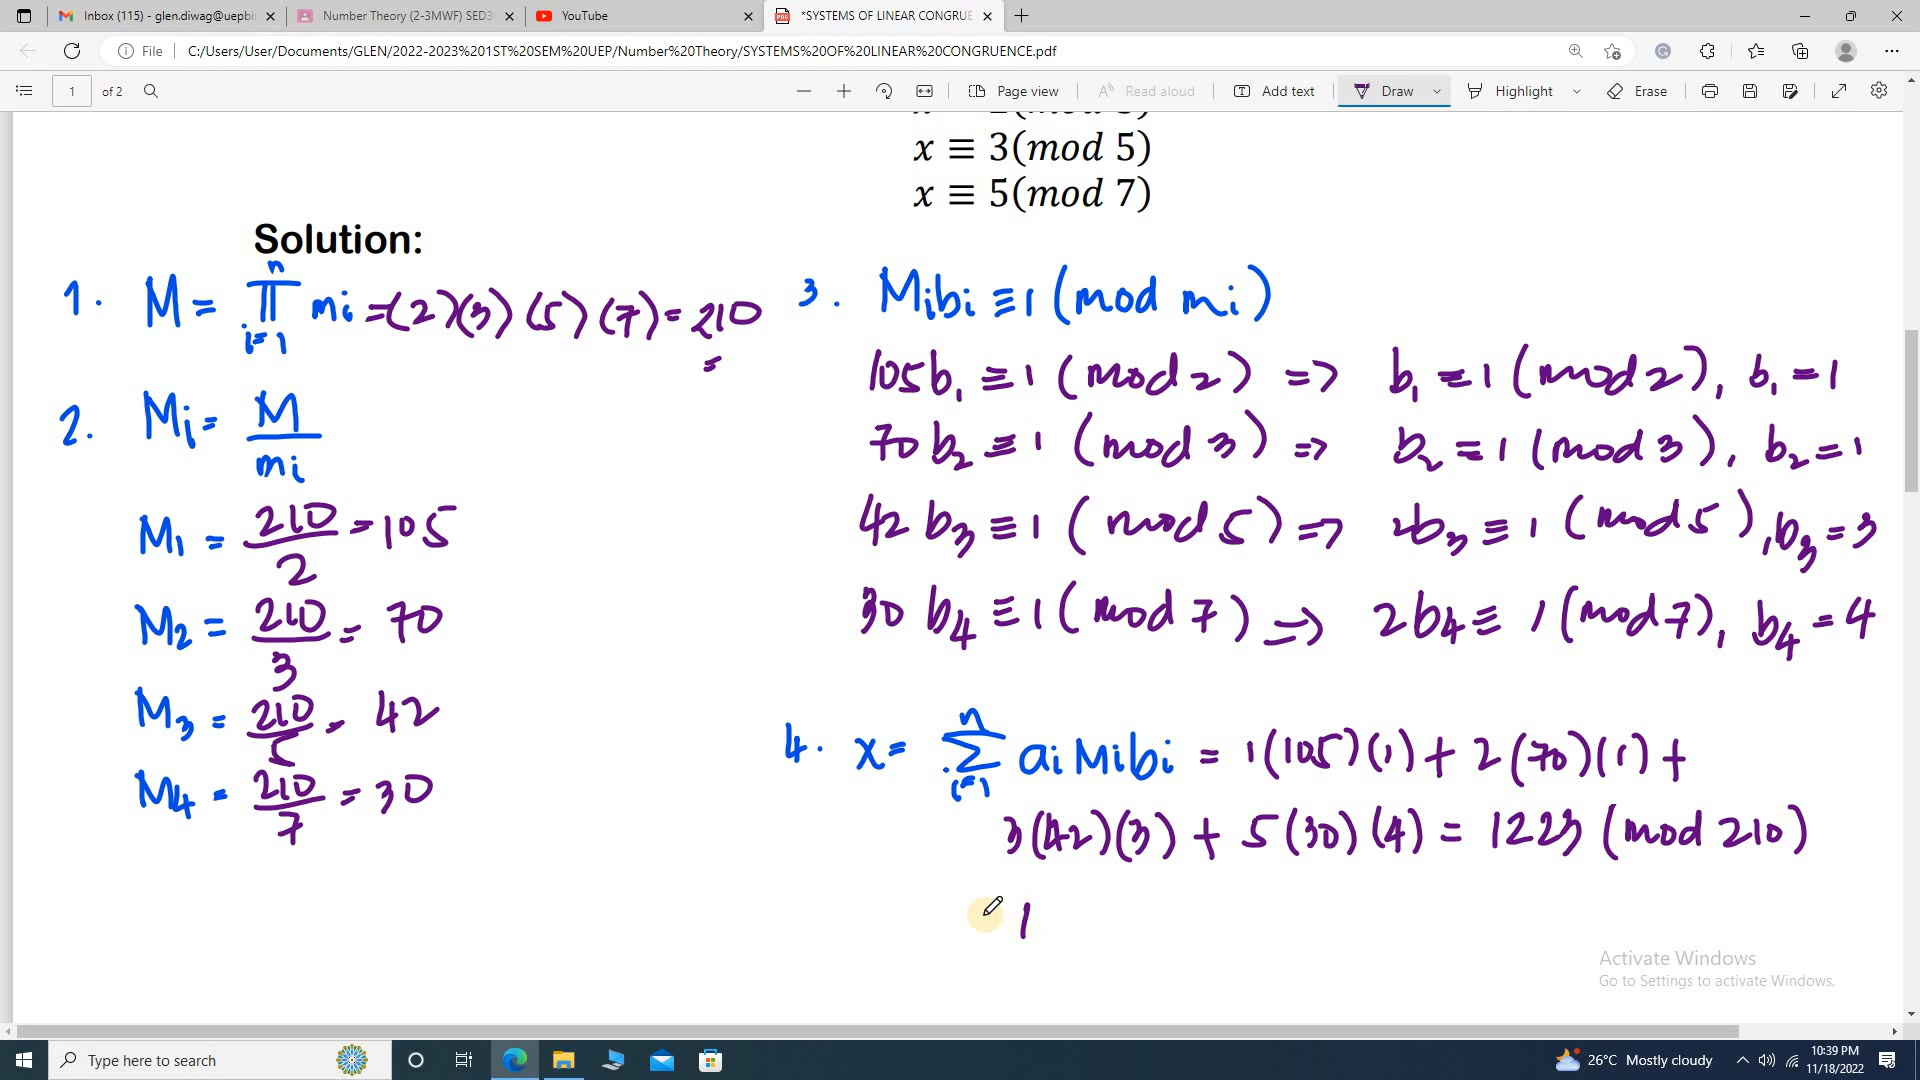 Inbox (115) - glen.diwag@uepbi
Number Theory (2-3MWF) SED3
YouTube
*SYSTEMS OF LINEAR CONGRUE
File
C:/Users/User/Documents/GLEN/2022-2023%201ST%20SEM%20UEP/Number%20Theory/SYSTEMS%20OF%20LINEAR%20CONGRUENCE.pdf
1 of 2
Page view
Read aloud
Add text
Draw
Highlight
Erase
x ≡ 3(mod 5)
x ≡ 5(mod 7)
Solution:
1. M = ∏ᵢ₌₁ⁿ mi = (2)(3)(5)(7) = 210
2. Mi = M/mi
M₁ = 210/2 = 105
M₂ = 210/3 = 70
M₃ = 210/5 = 42
M₄ = 210/7 = 30
3. Mibi ≡ 1 (mod mi)
105b₁ ≡ 1 (mod 2) => b₁ ≡ 1 (mod 2), b₁ = 1
70b₂ ≡ 1 (mod 3) => b₂ ≡ 1 (mod 3), b₂ = 1
42b₃ ≡ 1 (mod 5) => 2b₃ ≡ 1 (mod 5), b₃ = 3
30b₄ ≡ 1 (mod 7) => 2b₄ ≡ 1 (mod 7), b₄ = 4
4. x = ∑ᵢ₌₁ⁿ aiMibi = 1(105)(1) + 2(70)(1) +
3(42)(3) + 5(30)(4) = 1223 (mod 210)
Activate Windows
Go to Settings to activate Windows.
Type here to search
26°C Mostly cloudy
10:39 PM
11/18/2022